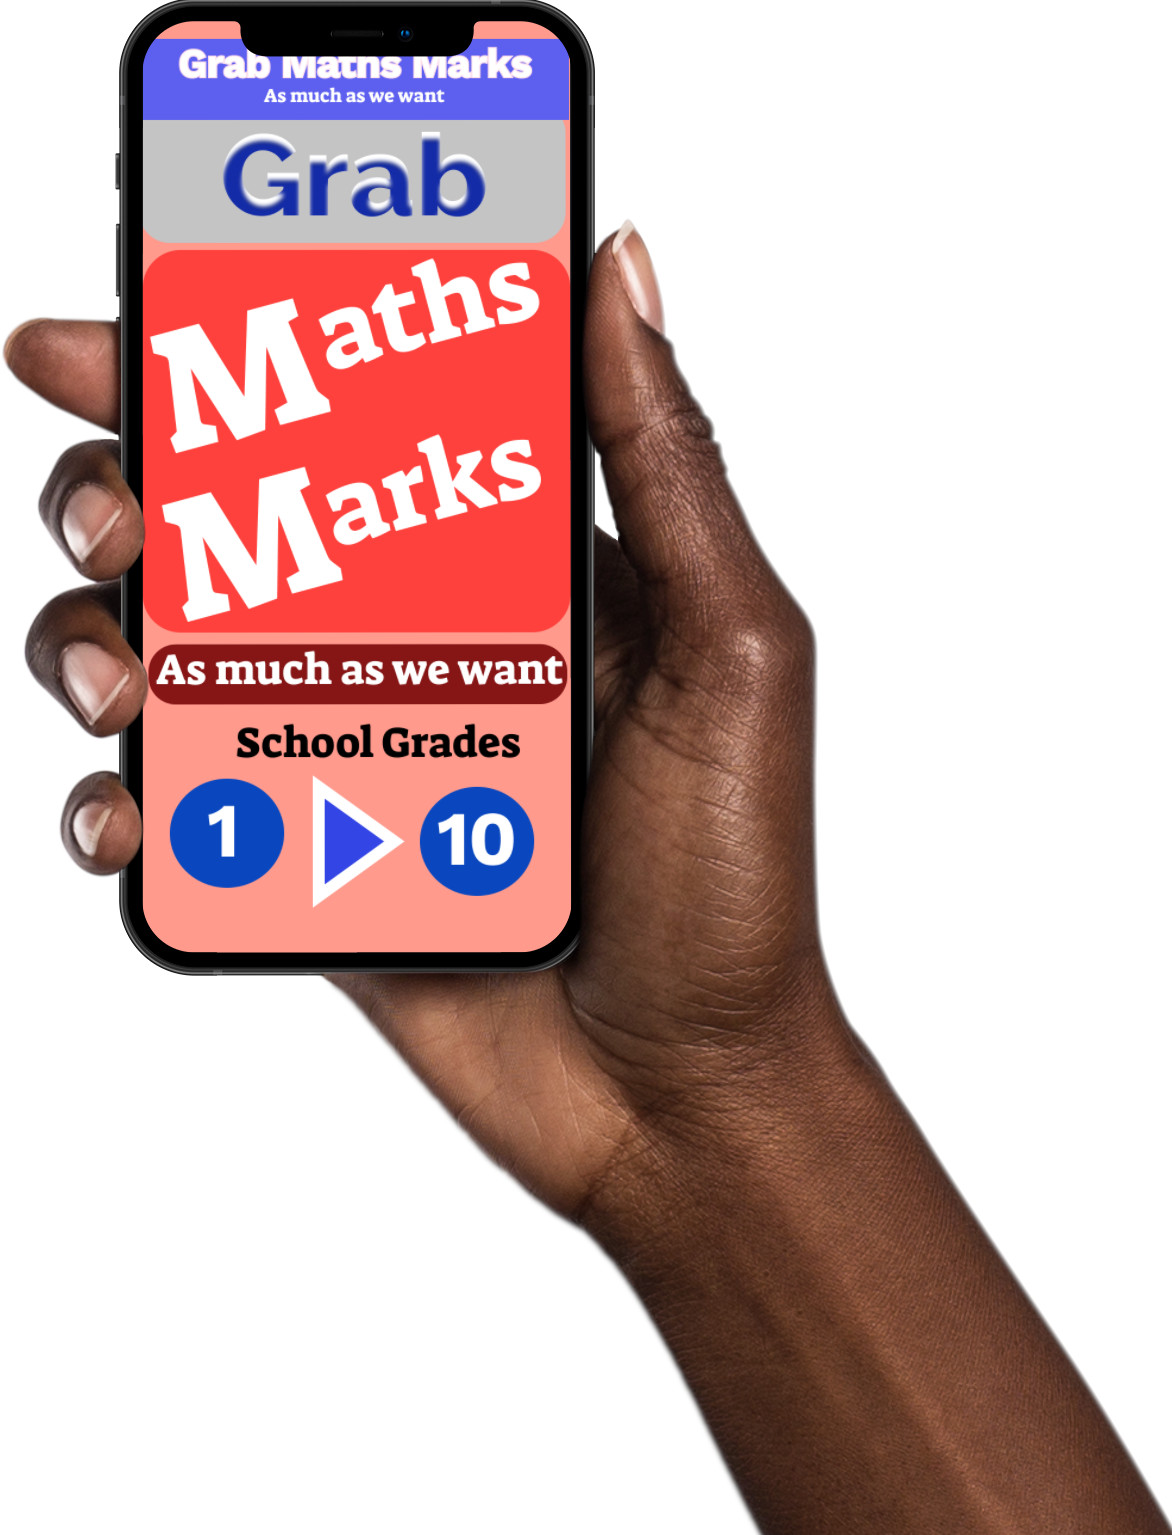 Grab Maths Marks
As much as we want
Grab
Maths
Marks
As much as we want
School Grades
1 10